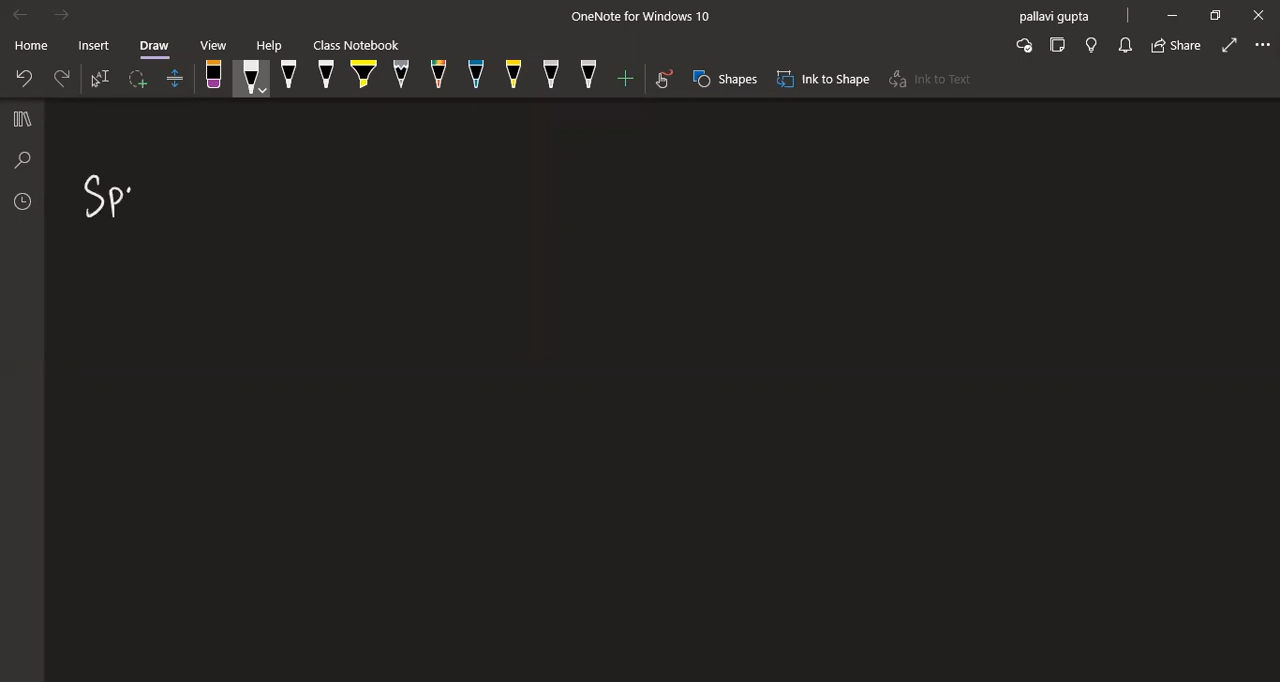 OneNote for Windows 10
pallavi gupta
Home Insert Draw View Help Class Notebook
Share
Shapes Ink to Shape Ink to Text
Sp